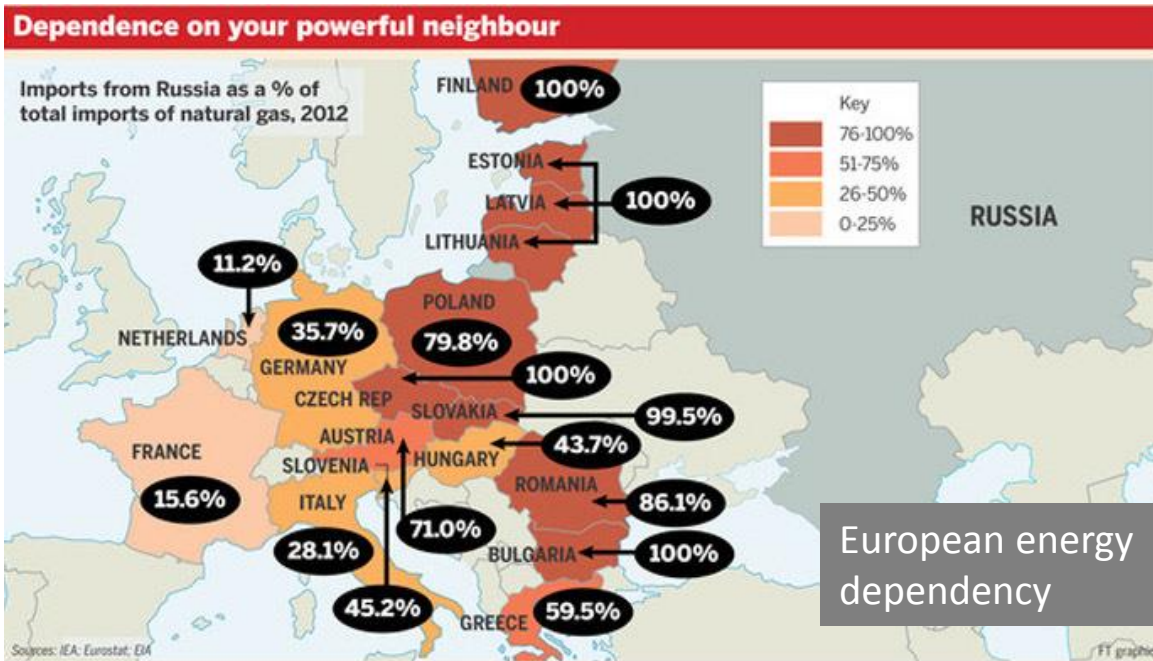 Dependence on your powerful neighbour
Imports from Russia as a % of
total imports of natural gas, 2012
FINLAND 100%
Key
76-100%
51-75%
26-50%
0-25%
ESTONIA
LATVIA 100%
LITHUANIA
RUSSIA
11.2%
NETHERLANDS
POLAND
79.8%
35.7%
GERMANY
100%
CZECH REP
SLOVAKIA
99.5%
AUSTRIA
43.7%
HUNGARY
FRANCE
15.6%
SLOVENIA
ITALY
28.1%
ROMANIA
86.1%
71.0%
BULGARIA 100%
45.2%
GREECE 59.5%
European energy
dependency
Sources: IEA; Eurostat; EIA
FT graphic